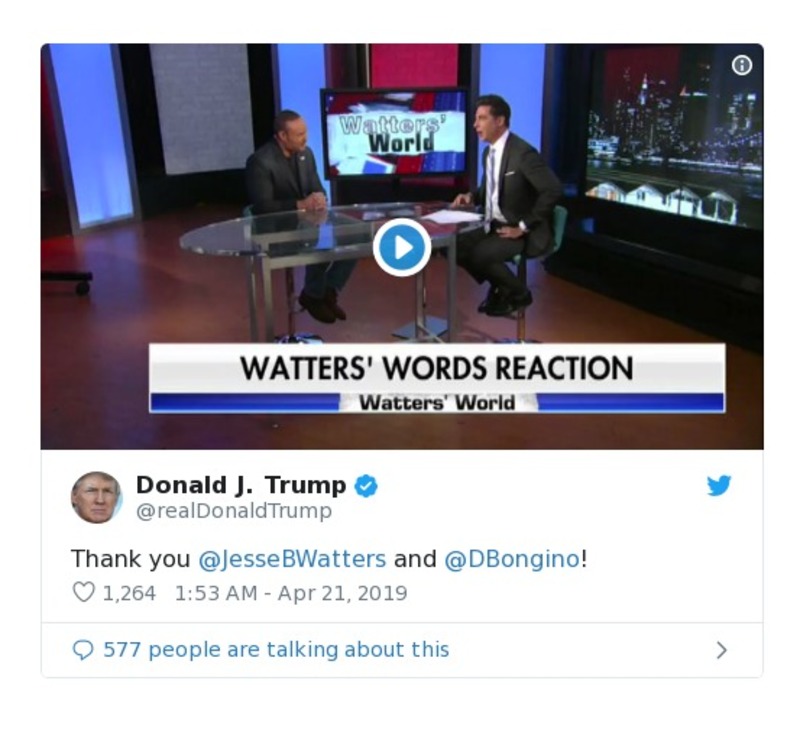 Watters'
World
WATTERS' WORDS REACTION
Watters' World
Donald J. Trump
@realDonaldTrump
Thank you @JesseBWatters and @DBongino!
1,264 1:53 AM - Apr 21, 2019
577 people are talking about this